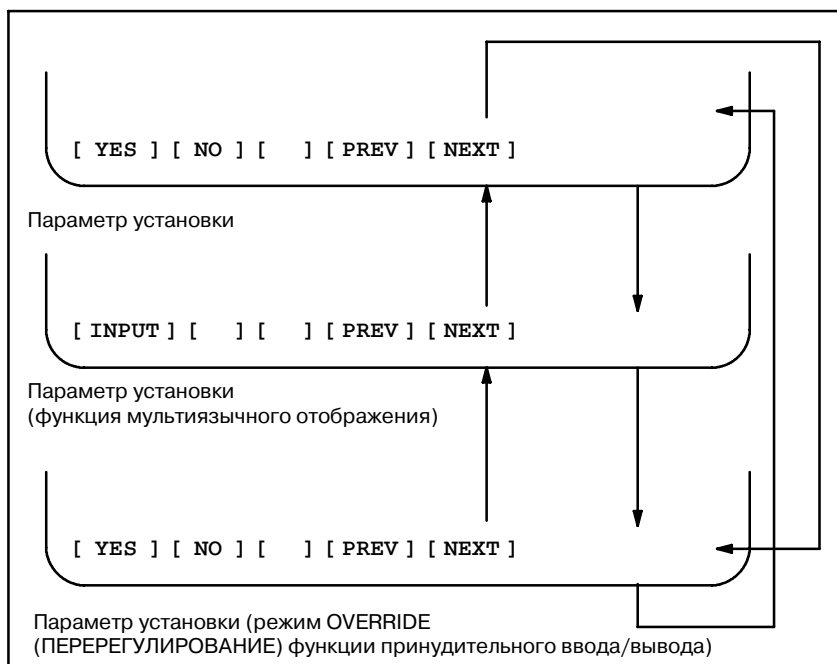 [ YES ] [ NO ] [ ] [ PREV ] [ NEXT ]
Параметр установки
[ INPUT ] [ ] [ ] [ PREV ] [ NEXT ]
Параметр установки
(функция мультиязычного отображения)
[ YES ] [ NO ] [ ] [ PREV ] [ NEXT ]
Параметр установки (режим OVERRIDE
(ПЕРЕРЕГУЛИРОВАНИЕ) функции принудительного ввода/вывода)